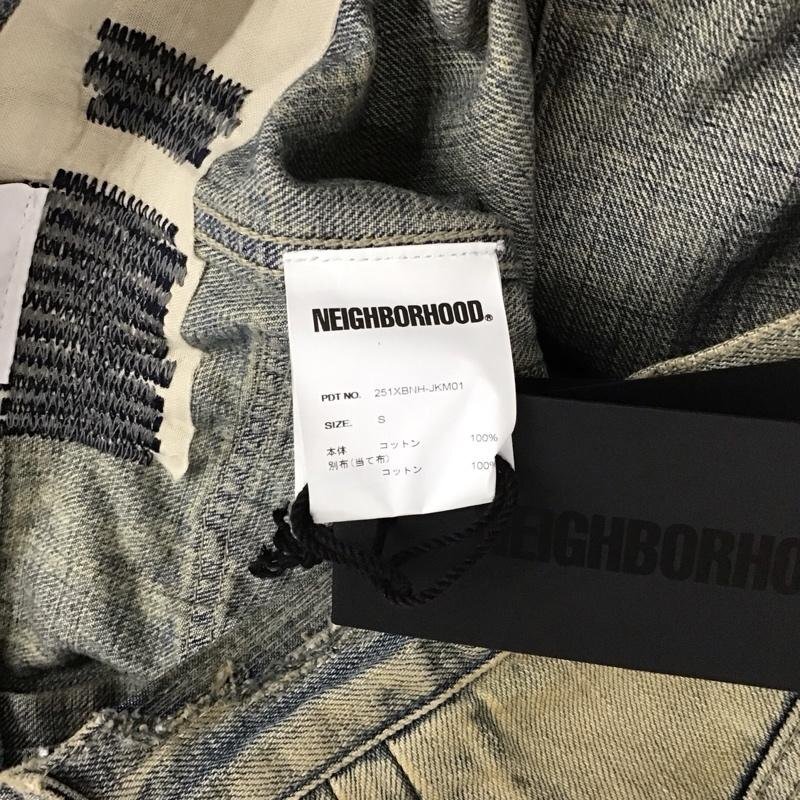 NEIGHBORHOOD®
PDT NO. 251XBNH-JKM01
SIZE. S
本体 コットン 100%
別布(当て布)
コットン 100%
NEIGHBORHOO